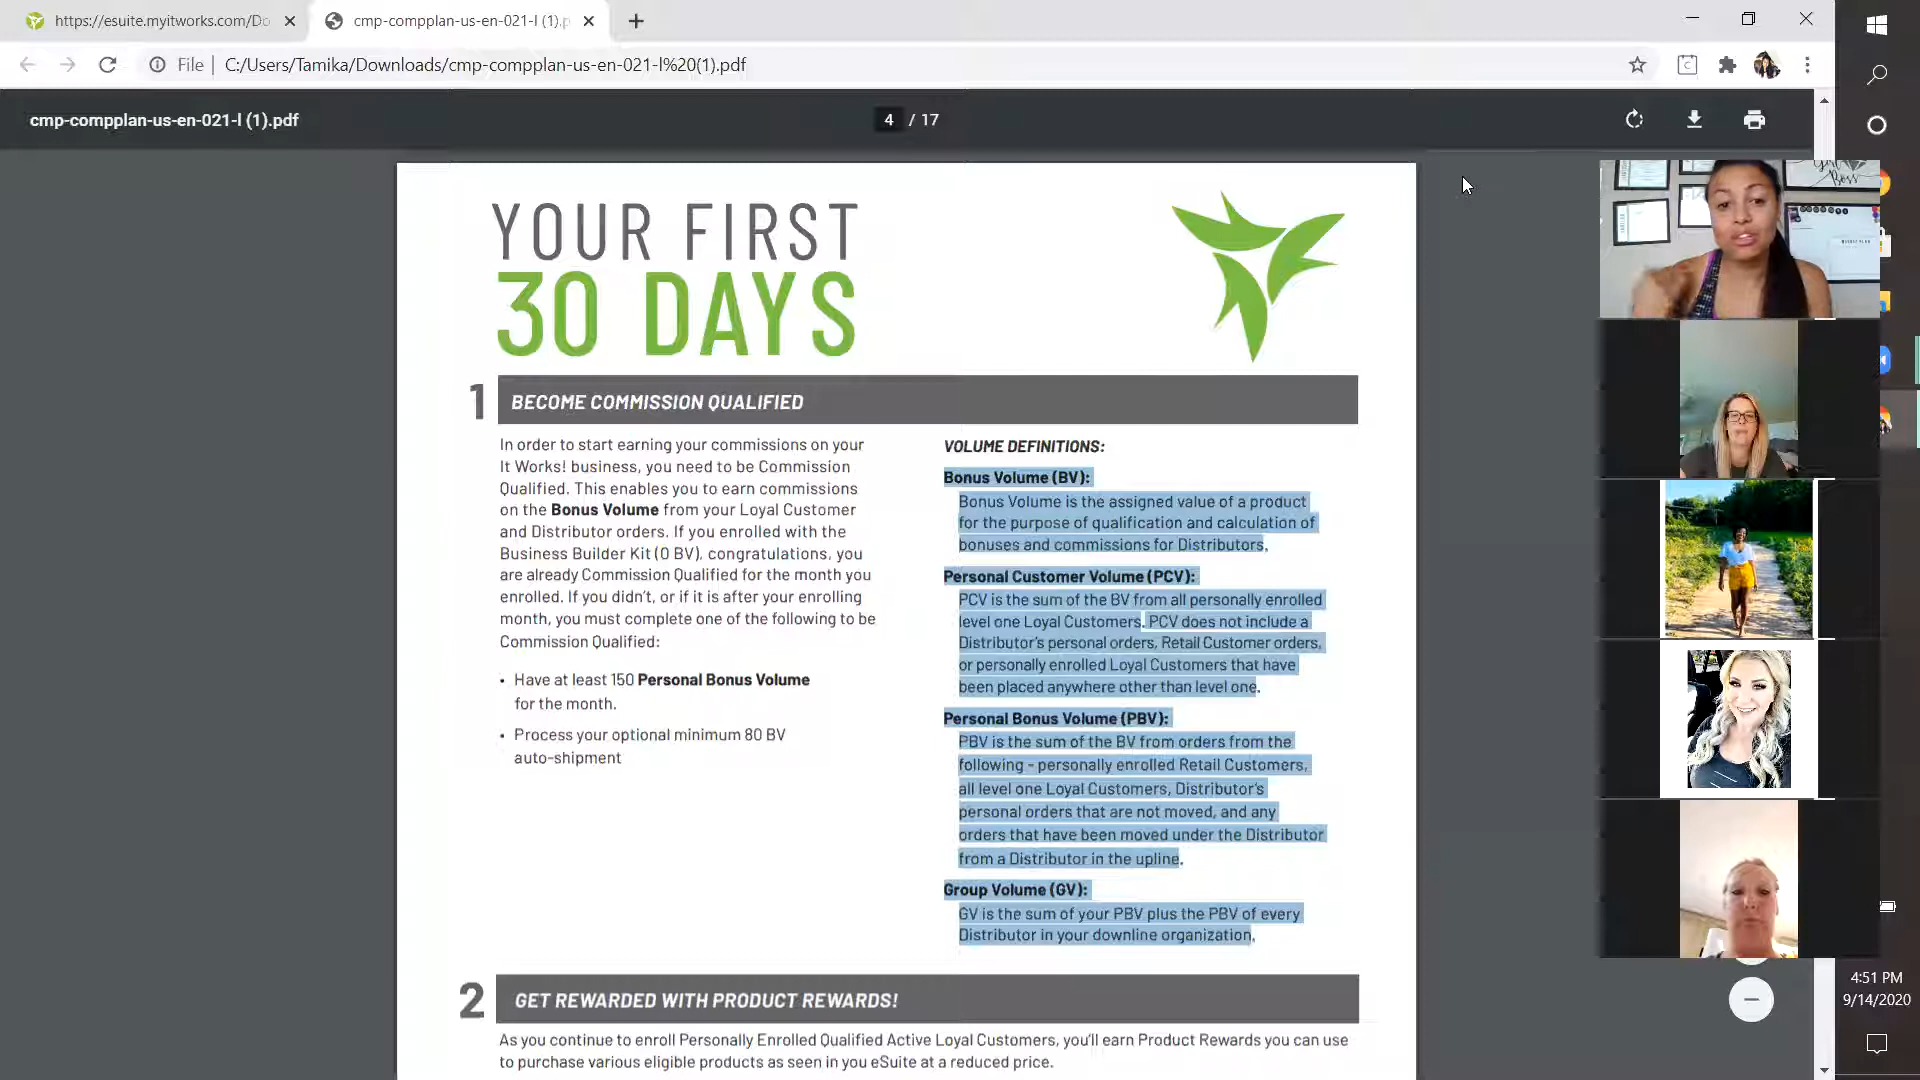 https://esuite.myitworks.com/Do
cmp-compplan-us-en-021-l (1).p
File | C:/Users/Tamika/Downloads/cmp-compplan-us-en-021-l%20(1).pdf
cmp-compplan-us-en-021-l (1).pdf
4 / 17
YOUR FIRST
30 DAYS
1 BECOME COMMISSION QUALIFIED
In order to start earning your commissions on your
It Works! business, you need to be Commission
Qualified. This enables you to earn commissions
on the Bonus Volume from your Loyal Customer
and Distributor orders. If you enrolled with the
Business Builder Kit (0 BV), congratulations, you
are already Commission Qualified for the month you
enrolled. If you didn't, or if it is after your enrolling
month, you must complete one of the following to be
Commission Qualified:
• Have at least 150 Personal Bonus Volume
for the month.
• Process your optional minimum 80 BV
auto-shipment
VOLUME DEFINITIONS:
Bonus Volume (BV):
Bonus Volume is the assigned value of a product
for the purpose of qualification and calculation of
bonuses and commissions for Distributors.
Personal Customer Volume (PCV):
PCV is the sum of the BV from all personally enrolled
level one Loyal Customers. PCV does not include a
Distributor's personal orders, Retail Customer orders,
or personally enrolled Loyal Customers that have
been placed anywhere other than level one.
Personal Bonus Volume (PBV):
PBV is the sum of the BV from orders from the
following - personally enrolled Retail Customers,
all level one Loyal Customers, Distributor's
personal orders that are not moved, and any
orders that have been moved under the Distributor
from a Distributor in the upline.
Group Volume (GV):
GV is the sum of your PBV plus the PBV of every
Distributor in your downline organization.
2 GET REWARDED WITH PRODUCT REWARDS!
As you continue to enroll Personally Enrolled Qualified Active Loyal Customers, you'll earn Product Rewards you can use
to purchase various eligible products as seen in you eSuite at a reduced price.
Boss
4:51 PM
9/14/2020